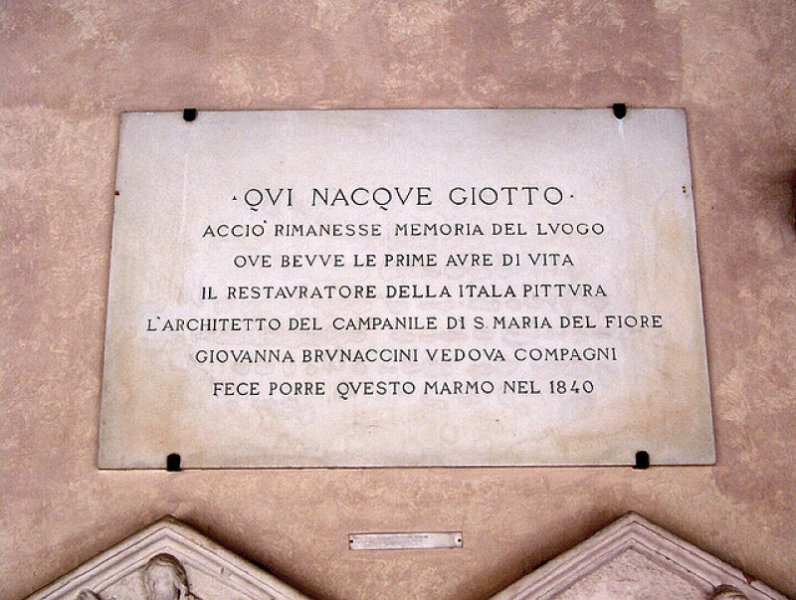 ·QVI NACQVE GIOTTO·
ACCIO' RIMANESSE MEMORIA DEL LVOGO
OVE BEVVE LE PRIME AVRE DI VITA
IL RESTAVRATORE DELLA ITALA PITTVRA
L'ARCHITETTO DEL CAMPANILE DI S. MARIA DEL FIORE
GIOVANNA BRVNACCINI VEDOVA COMPAGNI
FECE PORRE QVESTO MARMO NEL 1840